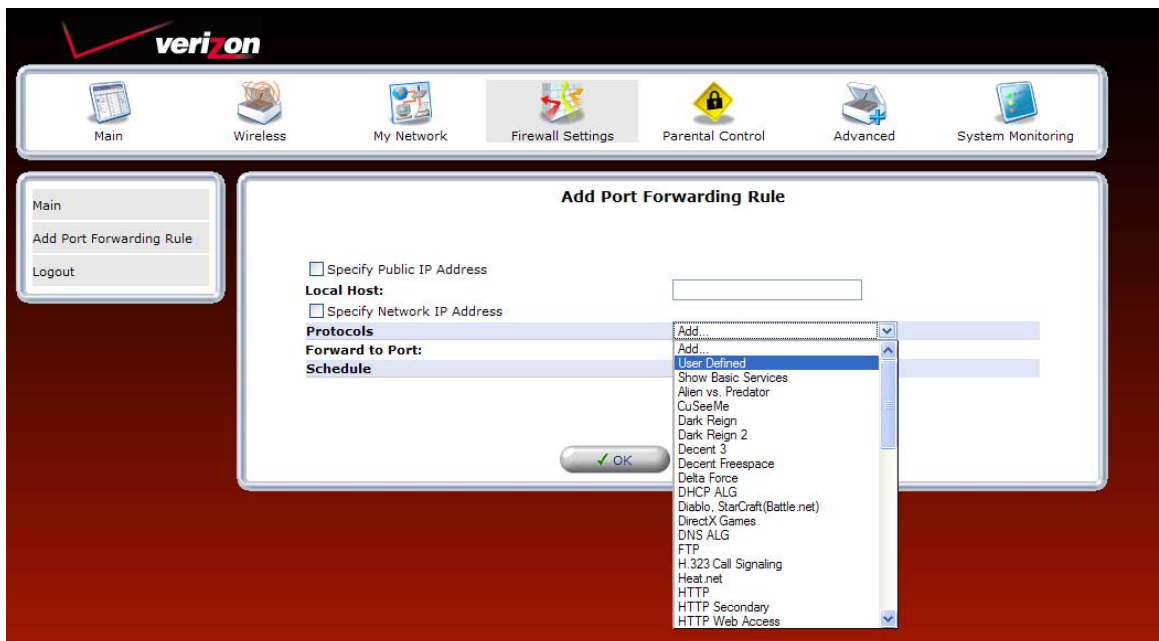 verizon
Main
Wireless
My Network
Firewall Settings
Parental Control
Advanced
System Monitoring
Main
Add Port Forwarding Rule
Logout
Add Port Forwarding Rule
Specify Public IP Address
Local Host:
Specify Network IP Address
Protocols
Add...
Forward to Port:
Schedule
Add...
User Defined
Show Basic Services
Alien vs. Predator
CuSeeMe
Dark Reign
Dark Reign 2
Decent 3
Decent Freespace
Delta Force
DHCP ALG
Diablo, StarCraft(Battle.net)
DirectX Games
DNS ALG
FTP
H.323 Call Signaling
Heat.net
HTTP
HTTP Secondary
HTTP Web Access
OK